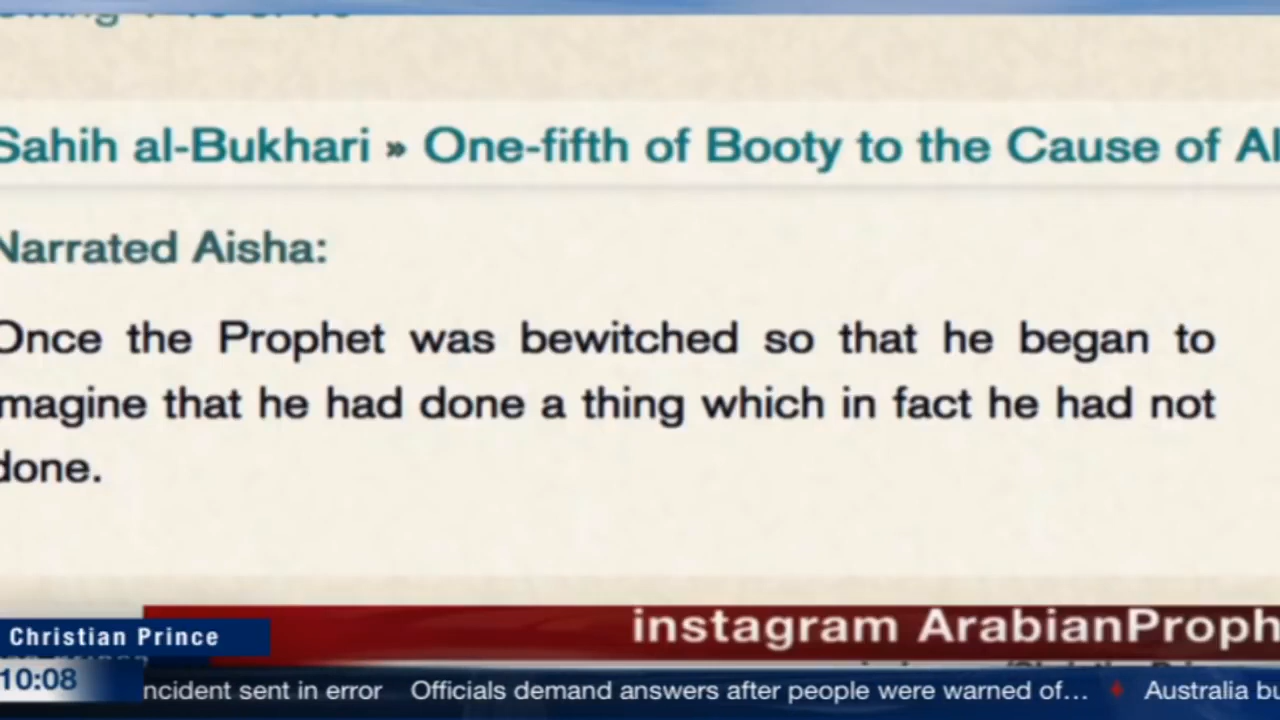 Sahih al-Bukhari » One-fifth of Booty to the Cause of
Narrated Aisha:
Once the Prophet was bewitched so that he began to
magine that he had done a thing which in fact he had not
done.
instagram ArabianProph
Christian Prince
10:08
ncident sent in error Officials demand answers after people were warned of... ♦ Australia bu